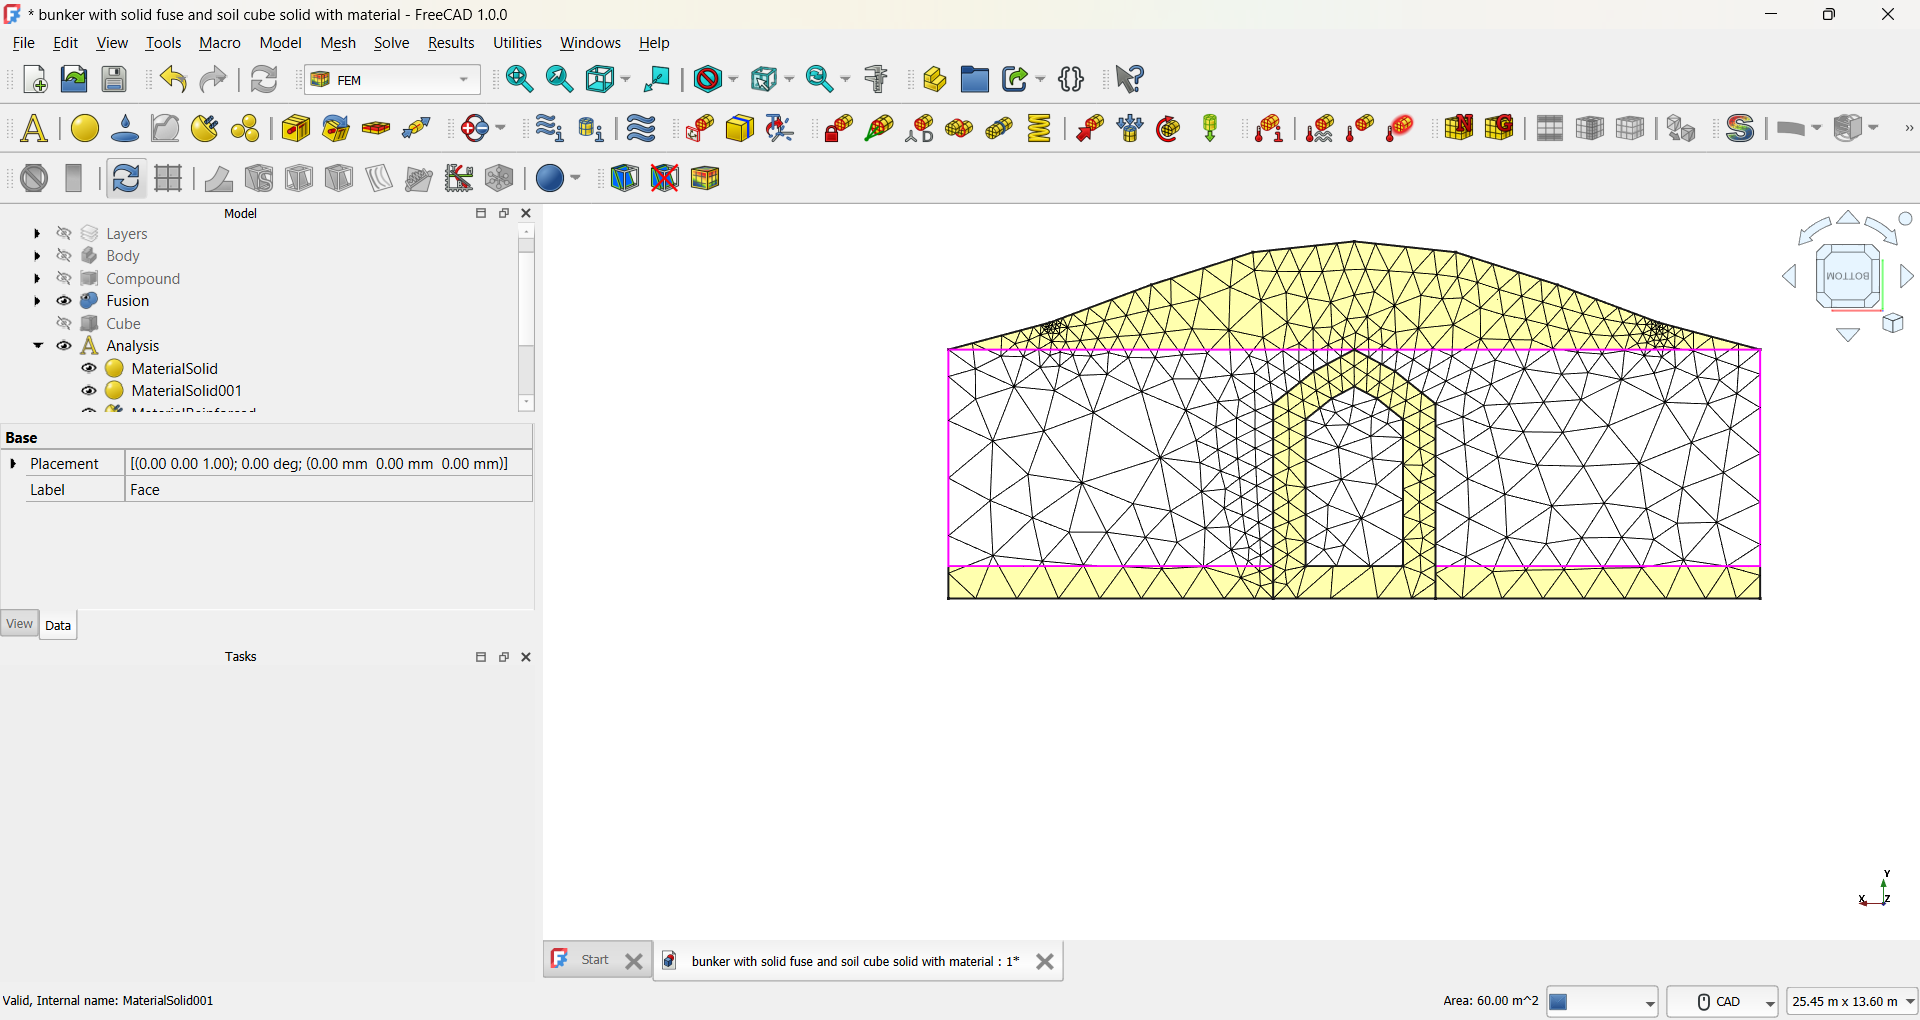 * bunker with solid fuse and soil cube solid with material - FreeCAD 1.0.0
File Edit View Tools Macro Model Mesh Solve Results Utilities Windows Help
FEM
Model
Layers
Body
Compound
Fusion
Cube
Analysis
MaterialSolid
MaterialSolid001
MaterialReinforced
Base
Placement [(0.00 0.00 1.00); 0.00 deg; (0.00 mm 0.00 mm 0.00 mm)]
Label Face
View Data
Tasks
BOTTOM
Y
X Z
Start
bunker with solid fuse and soil cube solid with material : 1*
Valid, Internal name: MaterialSolid001
Area: 60.00 m^2
CAD
25.45 m x 13.60 m